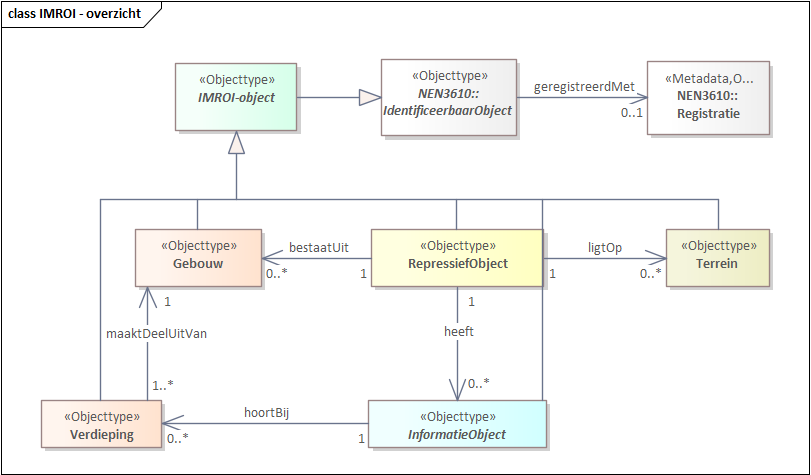 class IMROI - overzicht
«Objecttype»
IMROI-object
«Objecttype»
NEN3610::
IdentificeerbaarObject
geregistreerdMet
0..1
«Metadata,O...
NEN3610::
Registratie
«Objecttype»
Gebouw
bestaatUit
0..*
1
«Objecttype»
RepressiefObject
ligtOp
1
0..*
«Objecttype»
Terrein
1
1
maaktDeelUitVan
heeft
1..*
0..*
«Objecttype»
Verdieping
hoortBij
0..*
1
«Objecttype»
InformatieObject